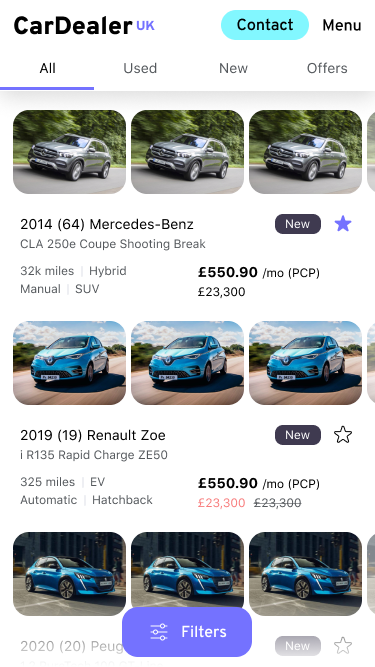 CarDealer UK
Contact
Menu
All
Used
New
Offers
2014 (64) Mercedes-Benz
New
CLA 250e Coupe Shooting Break
32k miles | Hybrid
£550.90 /mo (PCP)
Manual | SUV
£23,300
2019 (19) Renault Zoe
New
i R135 Rapid Charge ZE50
325 miles | EV
£550.90 /mo (PCP)
Automatic | Hatchback
£23,300 £23,300
2020 (20) Peug
New
Filters